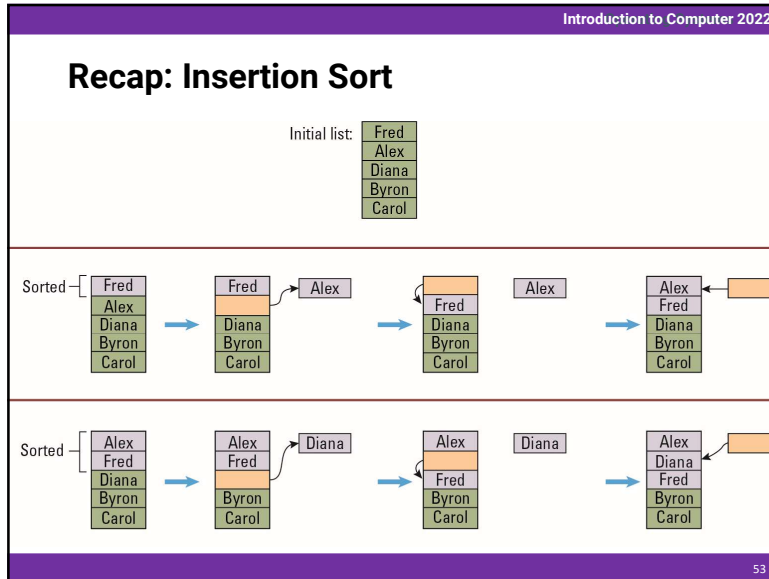 Introduction to Computer 2022
Recap: Insertion Sort
Initial list:
Fred
Alex
Diana
Byron
Carol
Sorted
Fred
Alex
Diana
Byron
Carol
Fred
Diana
Byron
Carol
Alex
Fred
Diana
Byron
Carol
Alex
Alex
Fred
Diana
Byron
Carol
Sorted
Alex
Fred
Diana
Byron
Carol
Alex
Fred
Byron
Carol
Diana
Alex
Fred
Byron
Carol
Diana
Alex
Diana
Fred
Byron
Carol
53